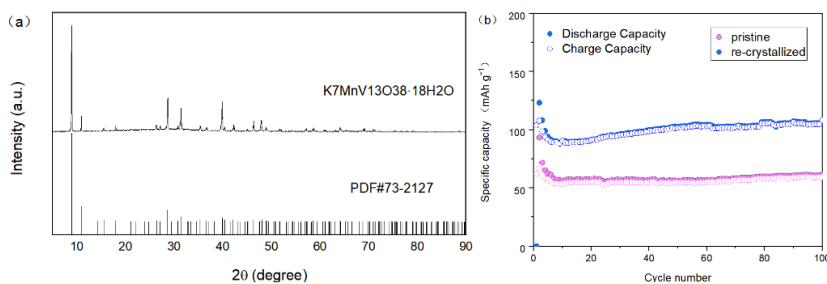 (a)
Intensity (a.u.)
K7MnV13O38·18H2O
PDF#73-2127
10 20 30 40 50 60 70 80 90
2θ (degree)
(b)
Specific capacity (mAh g⁻¹)
200
150
100
50
0
Discharge Capacity
Charge Capacity
pristine
re-crystallized
0 20 40 60 80 100
Cycle number